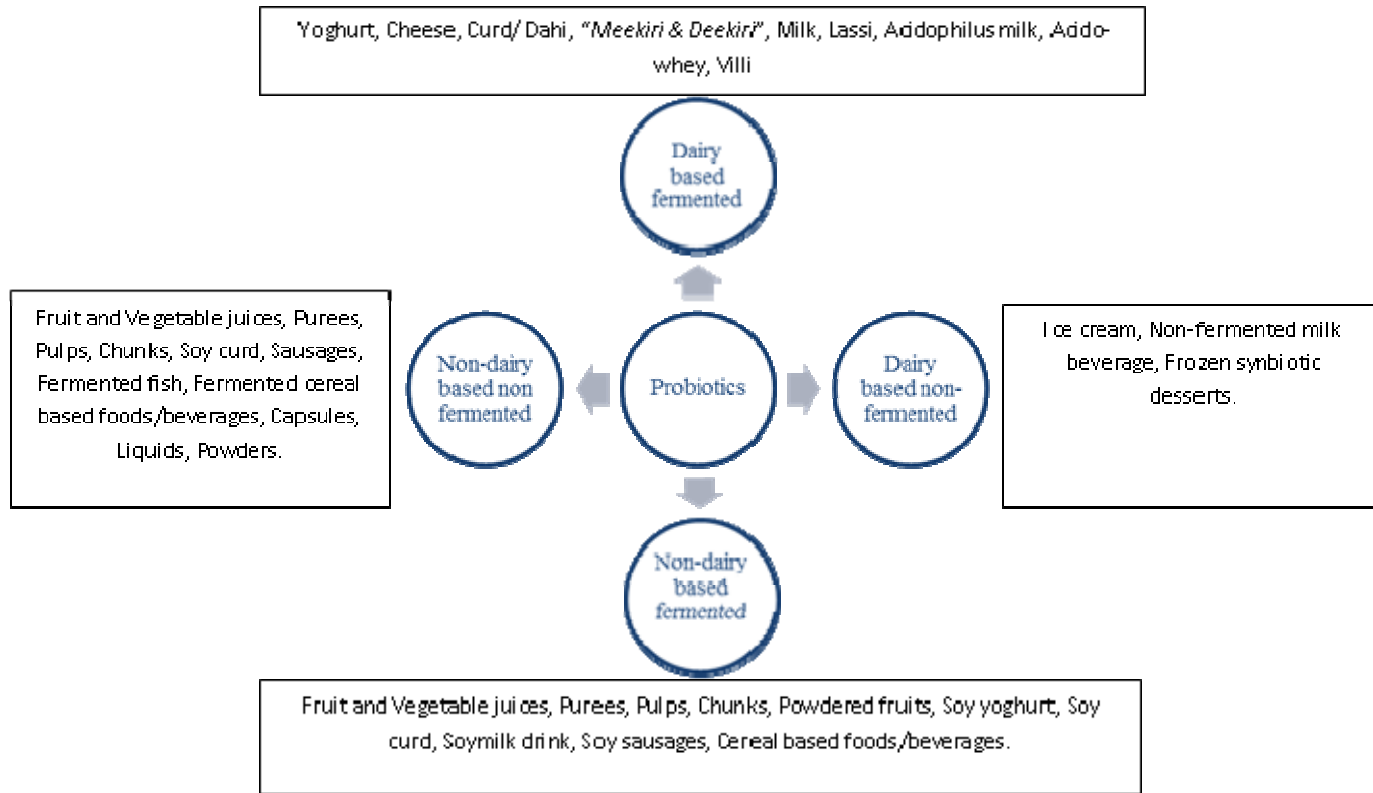 Yoghurt, Cheese, Curd/ Dahi, "Meekiri & Deekiri", Milk, Lassi, Acidophilus milk, Acido-
whey, Villi
Dairy
based
fermented
Fruit and Vegetable juices, Purees,
Pulps, Chunks, Soy curd, Sausages,
Fermented fish, Fermented cereal
based foods/beverages, Capsules,
Liquids, Powders.
Non-dairy
based non
fermented
Probiotics
Dairy
based non-
fermented
Ice cream, Non-fermented milk
beverage, Frozen synbiotic
desserts.
Non-dairy
based
fermented
Fruit and Vegetable juices, Purees, Pulps, Chunks, Powdered fruits, Soy yoghurt, Soy
curd, Soymilk drink, Soy sausages, Cereal based foods/beverages.